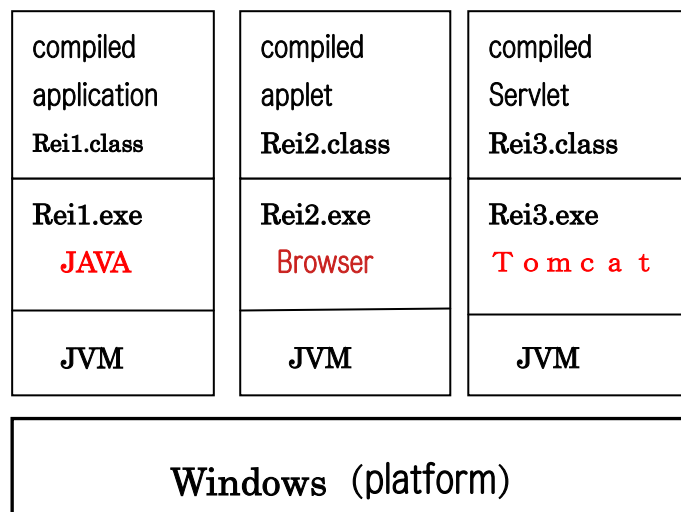 compiled
application
Rei1.class
Rei1.exe
JAVA
JVM
compiled
applet
Rei2.class
Rei2.exe
Browser
JVM
compiled
Servlet
Rei3.class
Rei3.exe
Tomcat
JVM
Windows (platform)